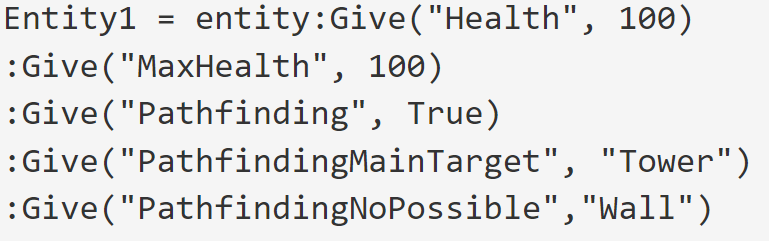 Entity1 = entity:Give("Health", 100)
:Give("MaxHealth", 100)
:Give("Pathfinding", True)
:Give("PathfindingMainTarget", "Tower")
:Give("PathfindingNoPossible","Wall")